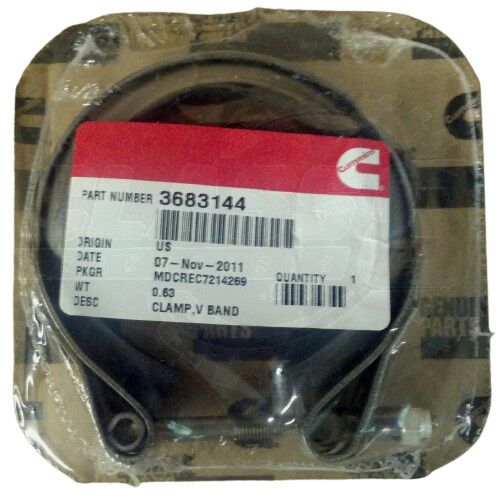 Cummins
PART NUMBER 3683144
ORIGIN US
DATE 07-Nov-2011
PKGR MDCREC7214269
QUANTITY 1
WT 0.63
DESC CLAMP,V BAND
GENUINE
PARTS
PARTS